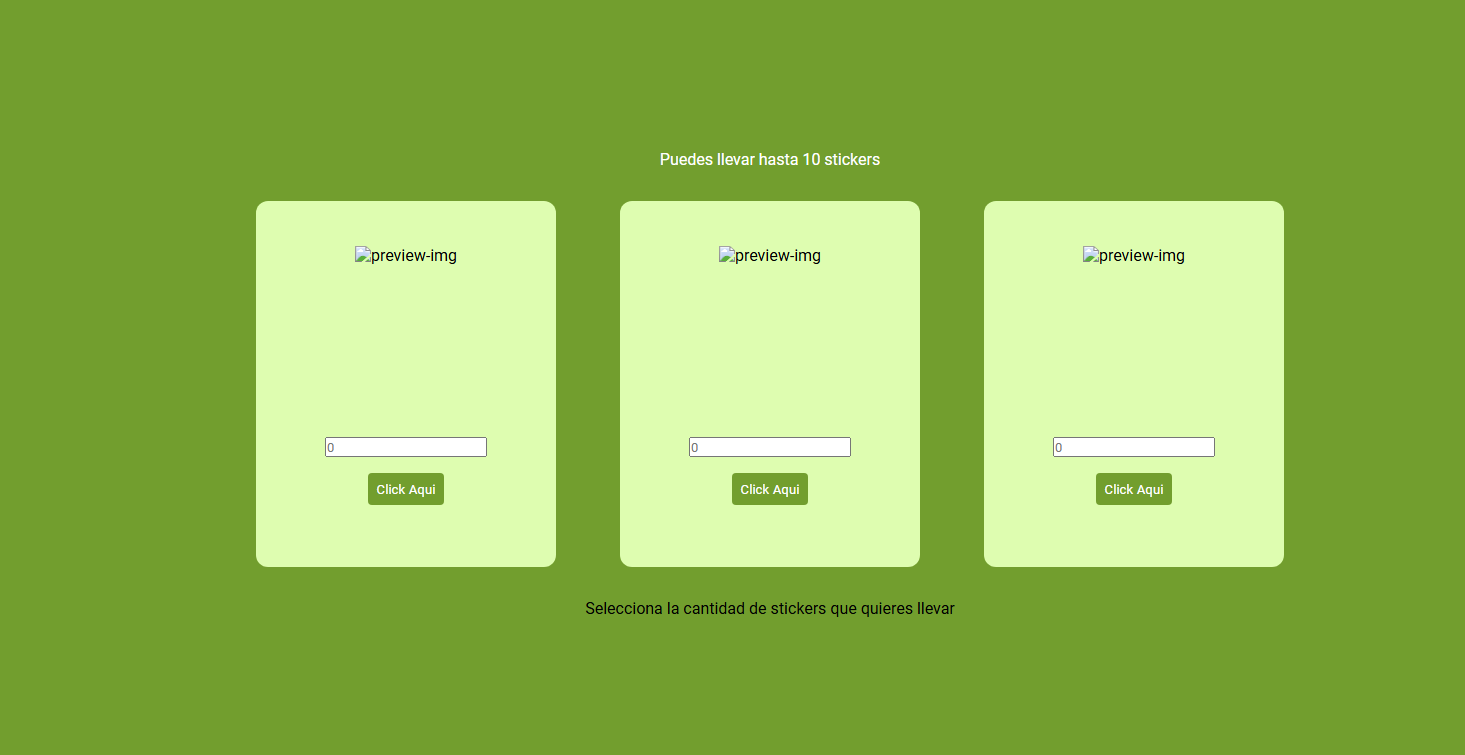 Puedes llevar hasta 10 stickers
preview-img preview-img preview-img
0 0 0
Click Aqui Click Aqui Click Aqui
Selecciona la cantidad de stickers que quieres llevar